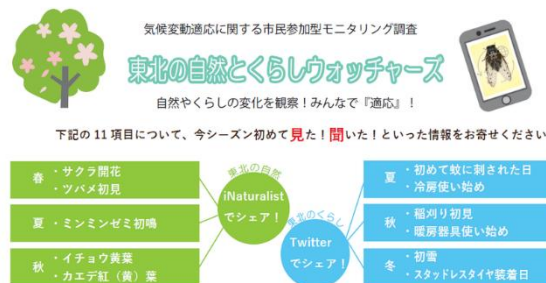 気候変動適応に関する市民参加型モニタリング調査
東北の自然とくらしウォッチャーズ
自然やくらしの変化を観察！みんなで『適応』！
下記の11項目について、今シーズン初めて見た！聞いた！といった情報をお寄せください
春
・サクラ開花
・ツバメ初見
夏
・ミンミンゼミ初鳴
秋
・イチョウ黄葉
・カエデ紅（黄）葉
東北の自然
iNaturalist
でシェア！
東北のくらし
Twitter
でシェア！
夏
・初めて蚊に刺された日
・冷房使い始め
秋
・稲刈り初見
・暖房器具使い始め
冬
・初雪
・スタッドレスタイヤ装着日